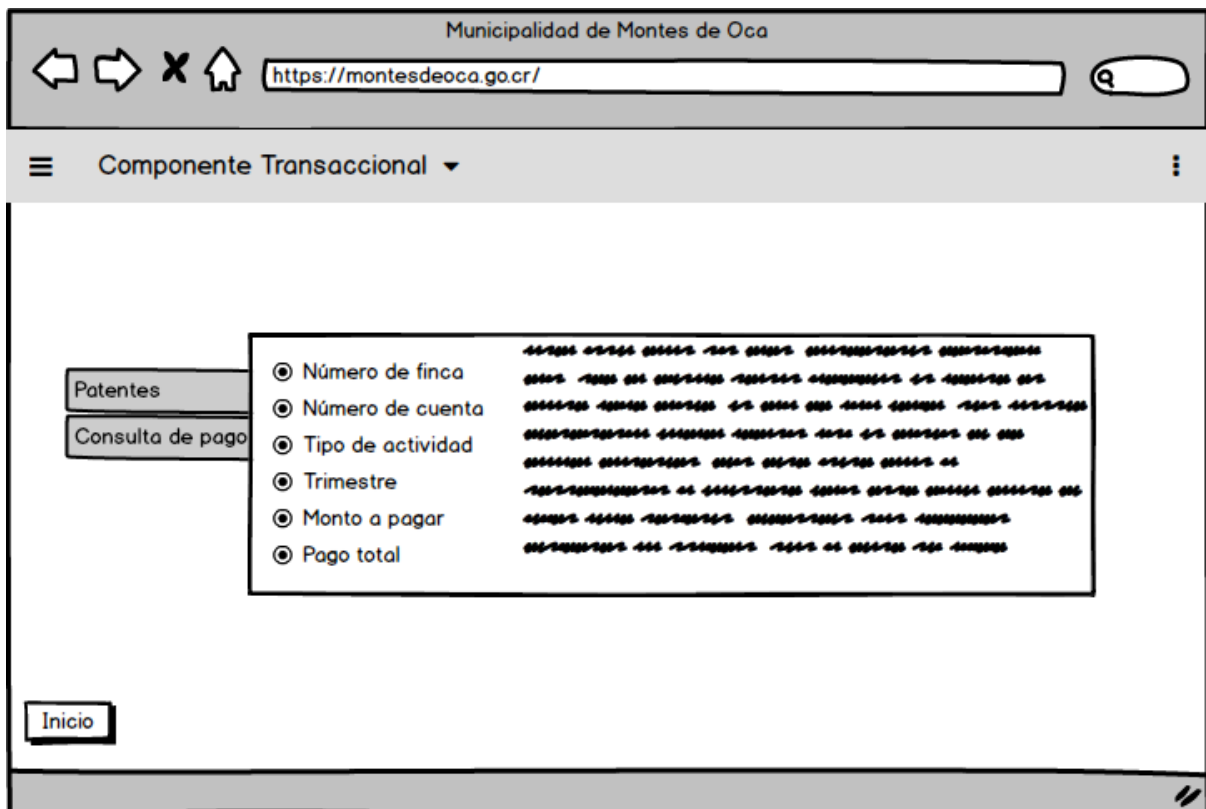 Municipalidad de Montes de Oca
https://montesdeoca.go.cr/
Componente Transaccional
Patentes
Consulta de pago
Número de finca
Número de cuenta
Tipo de actividad
Trimestre
Monto a pagar
Pago total
Inicio